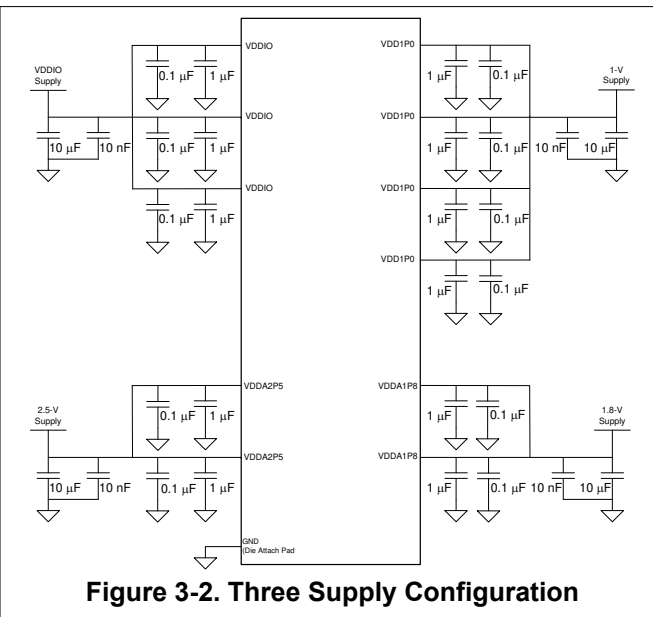 VDDIO
Supply
VDDIO
0.1 µF
1 µF
VDDIO
10 µF
10 nF
0.1 µF
1 µF
VDDIO
0.1 µF
1 µF
VDD1P0
1 µF
0.1 µF
1-V
Supply
VDD1P0
1 µF
0.1 µF
10 nF
10 µF
VDD1P0
1 µF
0.1 µF
VDD1P0
1 µF
0.1 µF
2.5-V
Supply
VDDA2P5
0.1 µF
1 µF
VDDA2P5
10 µF
10 nF
0.1 µF
1 µF
VDDA1P8
1 µF
0.1 µF
1.8-V
Supply
VDDA1P8
1 µF
0.1 µF
10 nF
10 µF
GND
(Die Attach Pad
Figure 3-2. Three Supply Configuration